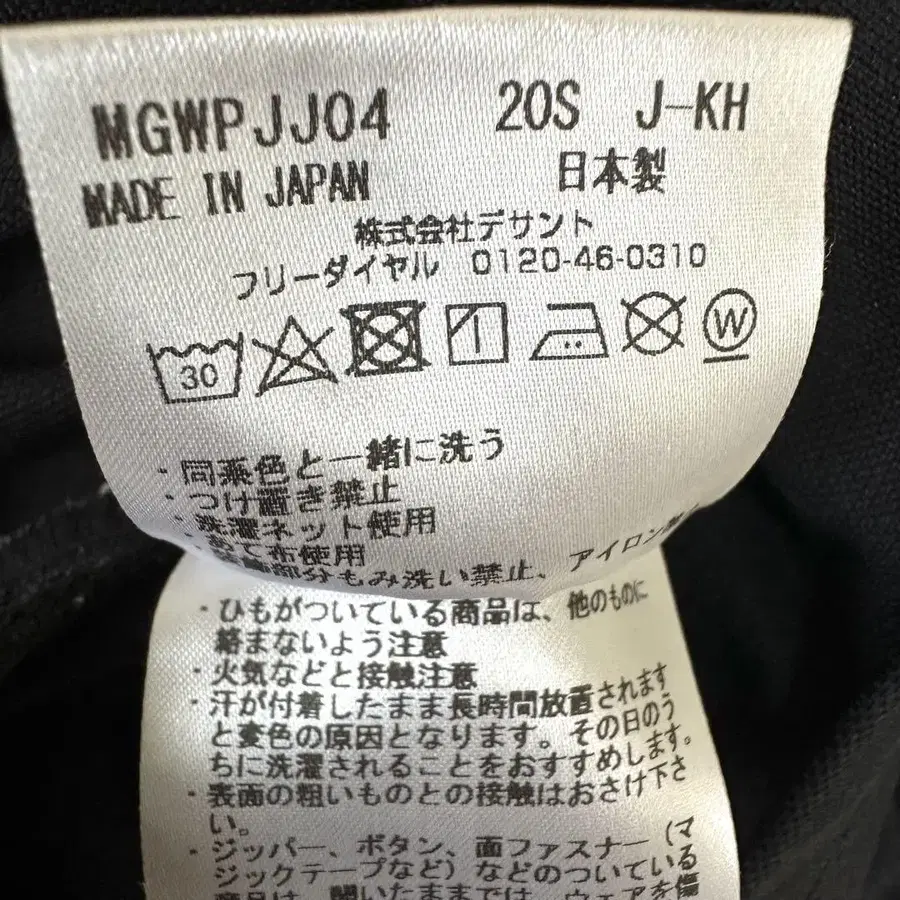 MGWPJJ04 20S J-KH
MADE IN JAPAN 日本製
株式会社デサント
フリーダイヤル 0120-46-0310
30 W
・同系色と一緒に洗う
・つけ置き禁止
・洗濯ネット使用
・あて布使用
部分もみ洗い禁止、アイロン
・ひもがついている商品は、他のものに
絡まないよう注意
・火気などと接触注意
・汗が付着したまま長時間放置されます
と変色の原因となります。その日のう
ちに洗濯されることをおすすめします。
・表面の粗いものとの接触はおさけ下さ
い。
・ジッパー、ボタン、面ファスナー（マ
ジックテープなど）などのついている
商品は、開いたままでは、ウェアを傷